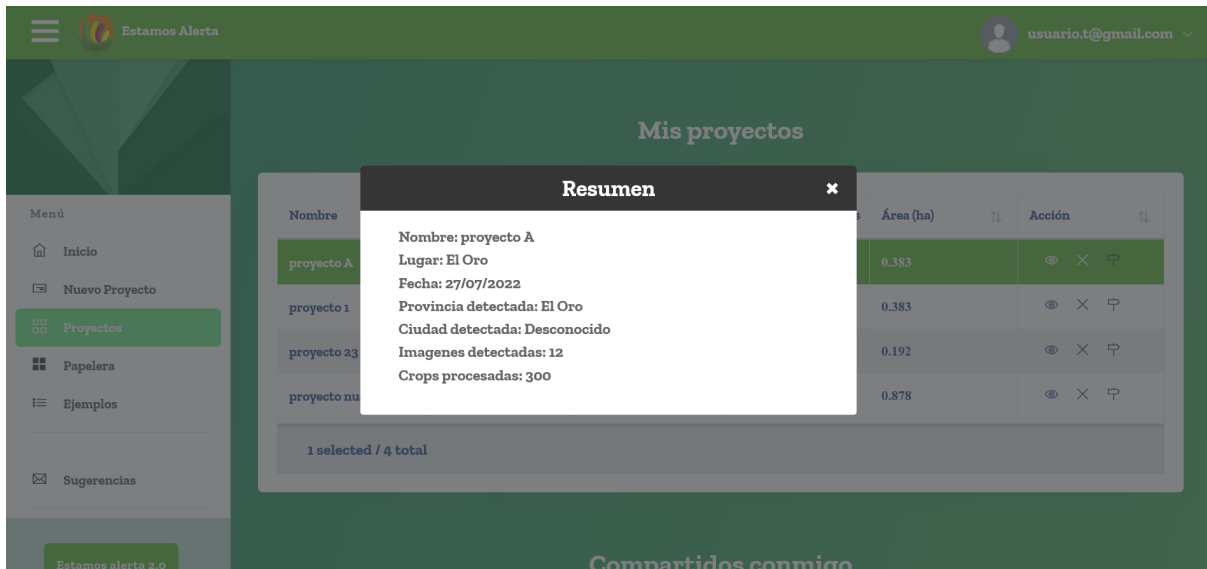 Estamos Alerta
usuario.t@gmail.com
Mis proyectos
Menú
Inicio
Nuevo Proyecto
Proyectos
Papelera
Ejemplos
Sugerencias
Estamos alerta 2.0
Resumen
Nombre: proyecto A
Lugar: El Oro
Fecha: 27/07/2022
Provincia detectada: El Oro
Ciudad detectada: Desconocido
Imagenes detectadas: 12
Crops procesadas: 300
Nombre Área (ha) Acción
proyecto A 0.383
proyecto 1 0.383
proyecto 23 0.192
proyecto 0.878
1 selected / 4 total
Compartidos conmigo